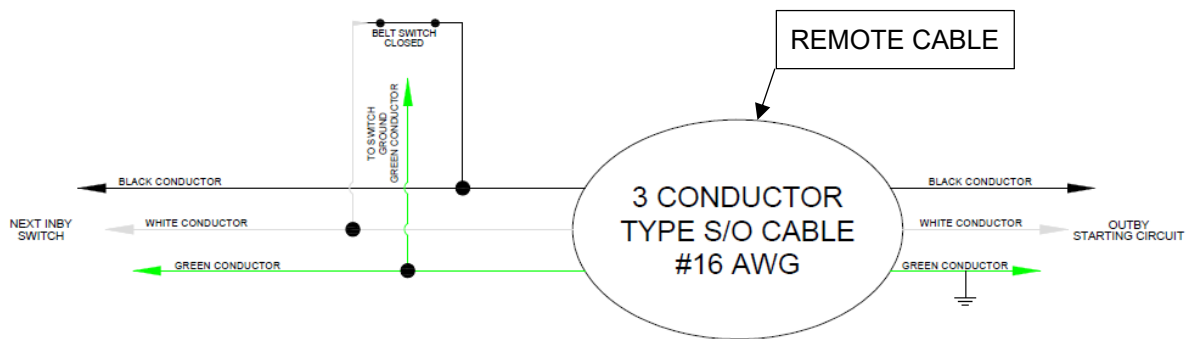 BELT SWITCH
CLOSED
REMOTE CABLE
TO SWITCH
GROUND
GREEN CONDUCTOR
BLACK CONDUCTOR
WHITE CONDUCTOR
GREEN CONDUCTOR
NEXT INBY
SWITCH
3 CONDUCTOR
TYPE S/O CABLE
#16 AWG
BLACK CONDUCTOR
WHITE CONDUCTOR
GREEN CONDUCTOR
OUTBY
STARTING CIRCUIT